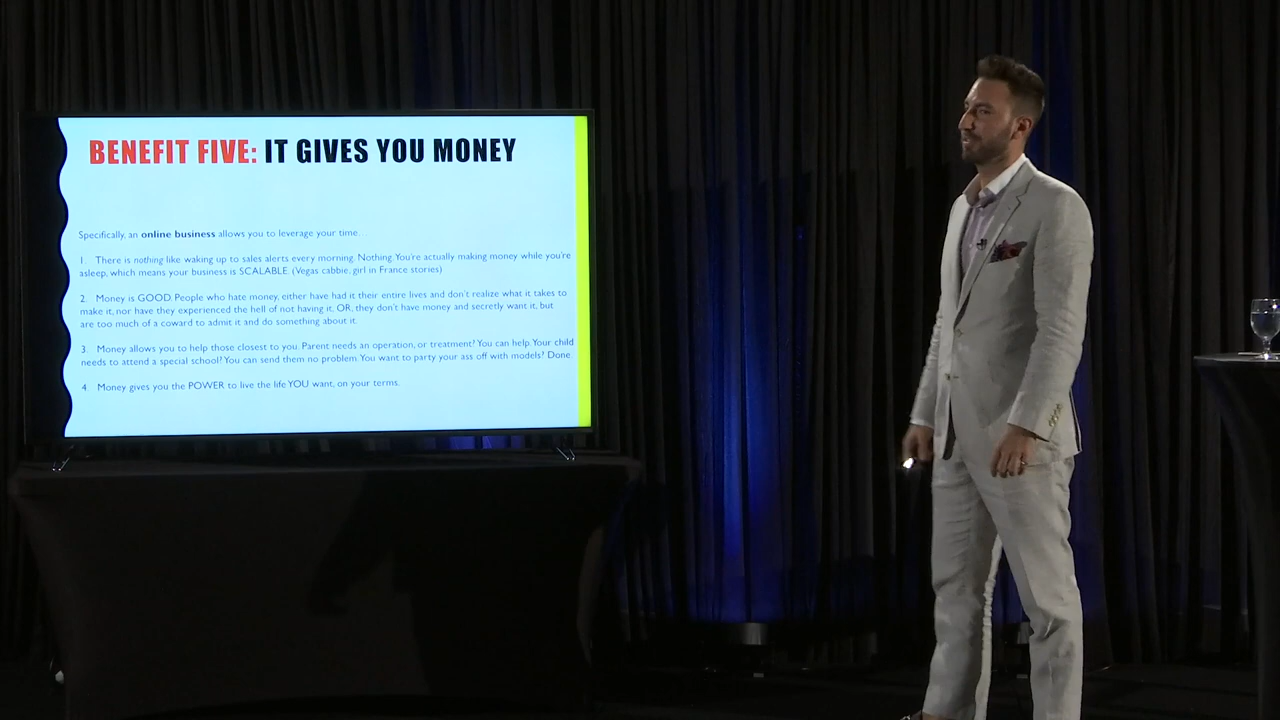 BENEFIT FIVE: IT GIVES YOU MONEY
Specifically, an online business allows you to leverage your time…
1. There is nothing like waking up to sales alerts every morning. Nothing. You're actually making money while you're
asleep, which means your business is SCALABLE. (Vegas cabbie, girl in France stories)
2. Money is GOOD. People who hate money, either have had it their entire lives and don't realize what it takes to
make it, nor have they experienced the hell of not having it. OR, they don't have money and secretly want it, but
are too much of a coward to admit it and do something about it.
3. Money allows you to help those closest to you. Parent needs an operation, or treatment? You can help. Your child
needs to attend a special school? You can send them no problem. You want to party your ass off with models? Done.
4. Money gives you the POWER to live the life YOU want, on your terms.